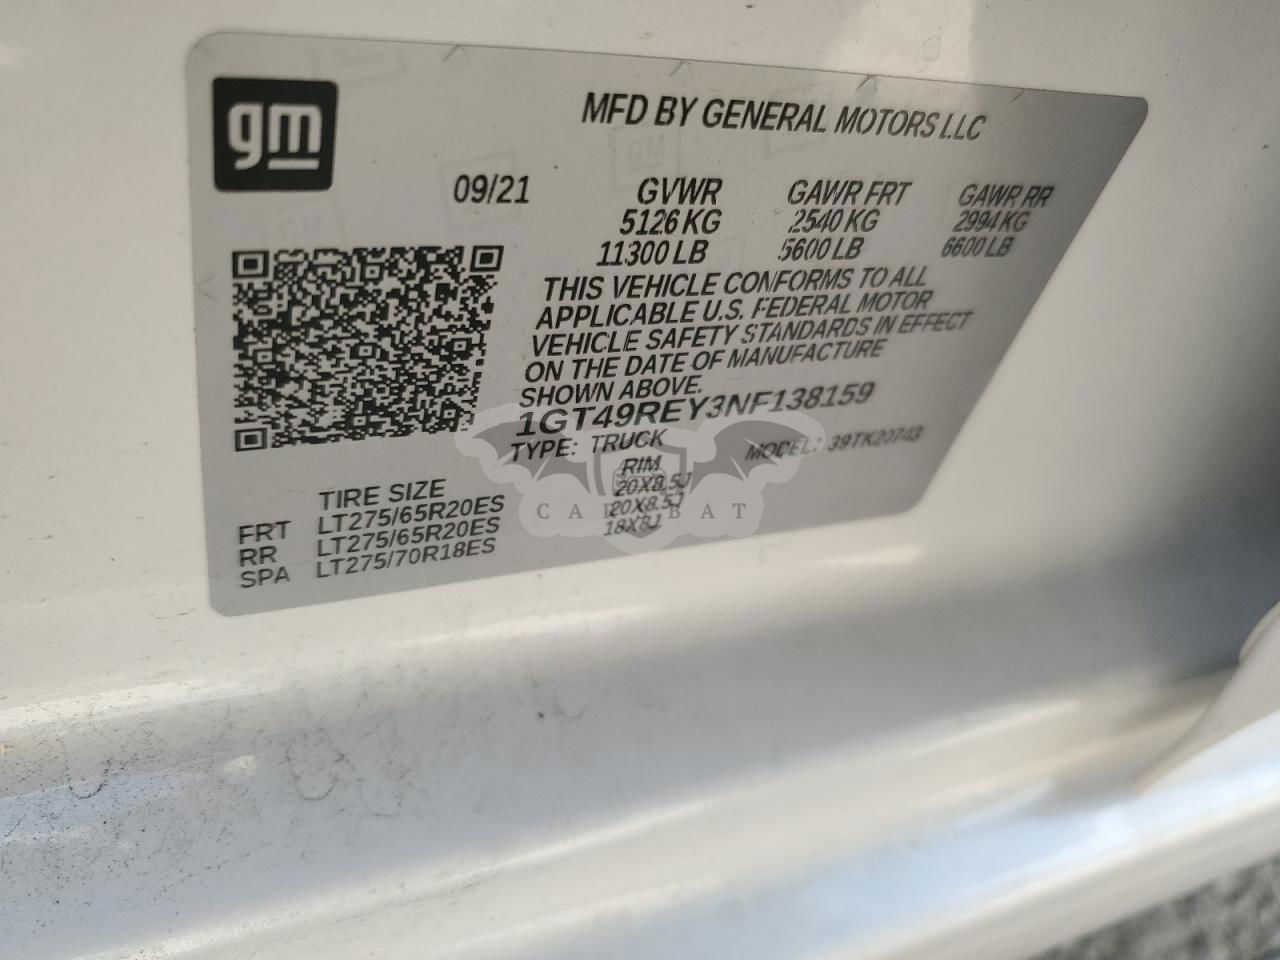 gm
MFD BY GENERAL MOTORS LLC
09/21
GVWR GAWR FRT GAWR RR
5126 KG 2540 KG 2994 KG
11300 LB 5600 LB 6600 LB
THIS VEHICLE CONFORMS TO ALL
APPLICABLE U.S. FEDERAL MOTOR
VEHICLE SAFETY STANDARDS IN EFFECT
ON THE DATE OF MANUFACTURE
SHOWN ABOVE.
1GT49REY3NF138159
TYPE: TRUCK MODEL: 39TK20743
TIRE SIZE RIM
FRT LT275/65R20ES 20X8.5J
RR LT275/65R20ES 20X8.5J
SPA LT275/70R18ES 18X8J
CARSBAT